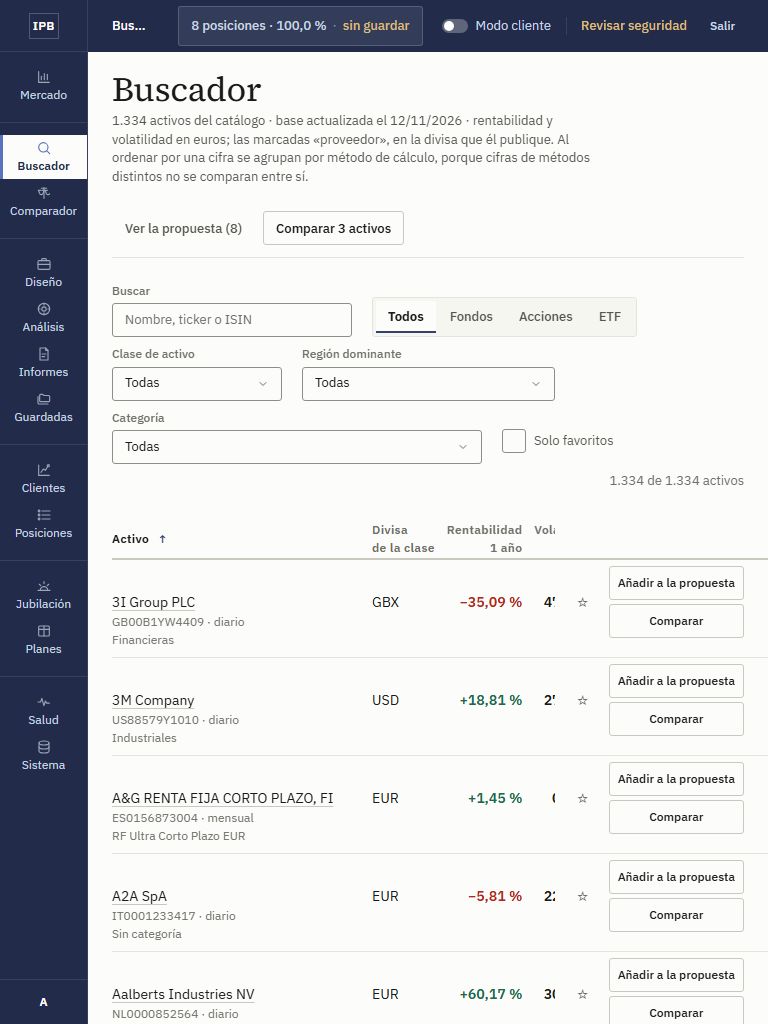 IPB
Bus...
8 posiciones · 100,0 % · sin guardar
Modo cliente
Revisar seguridad
Salir
Mercado
Buscador
Comparador
Diseño
Análisis
Informes
Guardadas
Clientes
Posiciones
Jubilación
Planes
Salud
Sistema
A
Buscador
1.334 activos del catálogo · base actualizada el 12/11/2026 · rentabilidad y
volatilidad en euros; las marcadas «proveedor», en la divisa que él publique. Al
ordenar por una cifra se agrupan por método de cálculo, porque cifras de métodos
distintos no se comparan entre sí.
Ver la propuesta (8)
Comparar 3 activos
Buscar
Nombre, ticker o ISIN
Todos
Fondos
Acciones
ETF
Clase de activo
Región dominante
Todas
Todas
Categoría
Todas
Solo favoritos
1.334 de 1.334 activos
Activo ↑
Divisa
de la clase
Rentabilidad
1 año
3I Group PLC
GB00B1YW4409 · diario
Financieras
GBX
−35,09 %
☆
Añadir a la propuesta
Comparar
3M Company
US88579Y1010 · diario
Industriales
USD
+18,81 %
☆
Añadir a la propuesta
Comparar
A&G RENTA FIJA CORTO PLAZO, FI
ES0156873004 · mensual
RF Ultra Corto Plazo EUR
EUR
+1,45 %
☆
Añadir a la propuesta
Comparar
A2A SpA
IT0001233417 · diario
Sin categoría
EUR
−5,81 %
☆
Añadir a la propuesta
Comparar
Aalberts Industries NV
NL0000852564 · diario
EUR
+60,17 %
☆
Añadir a la propuesta
Comparar